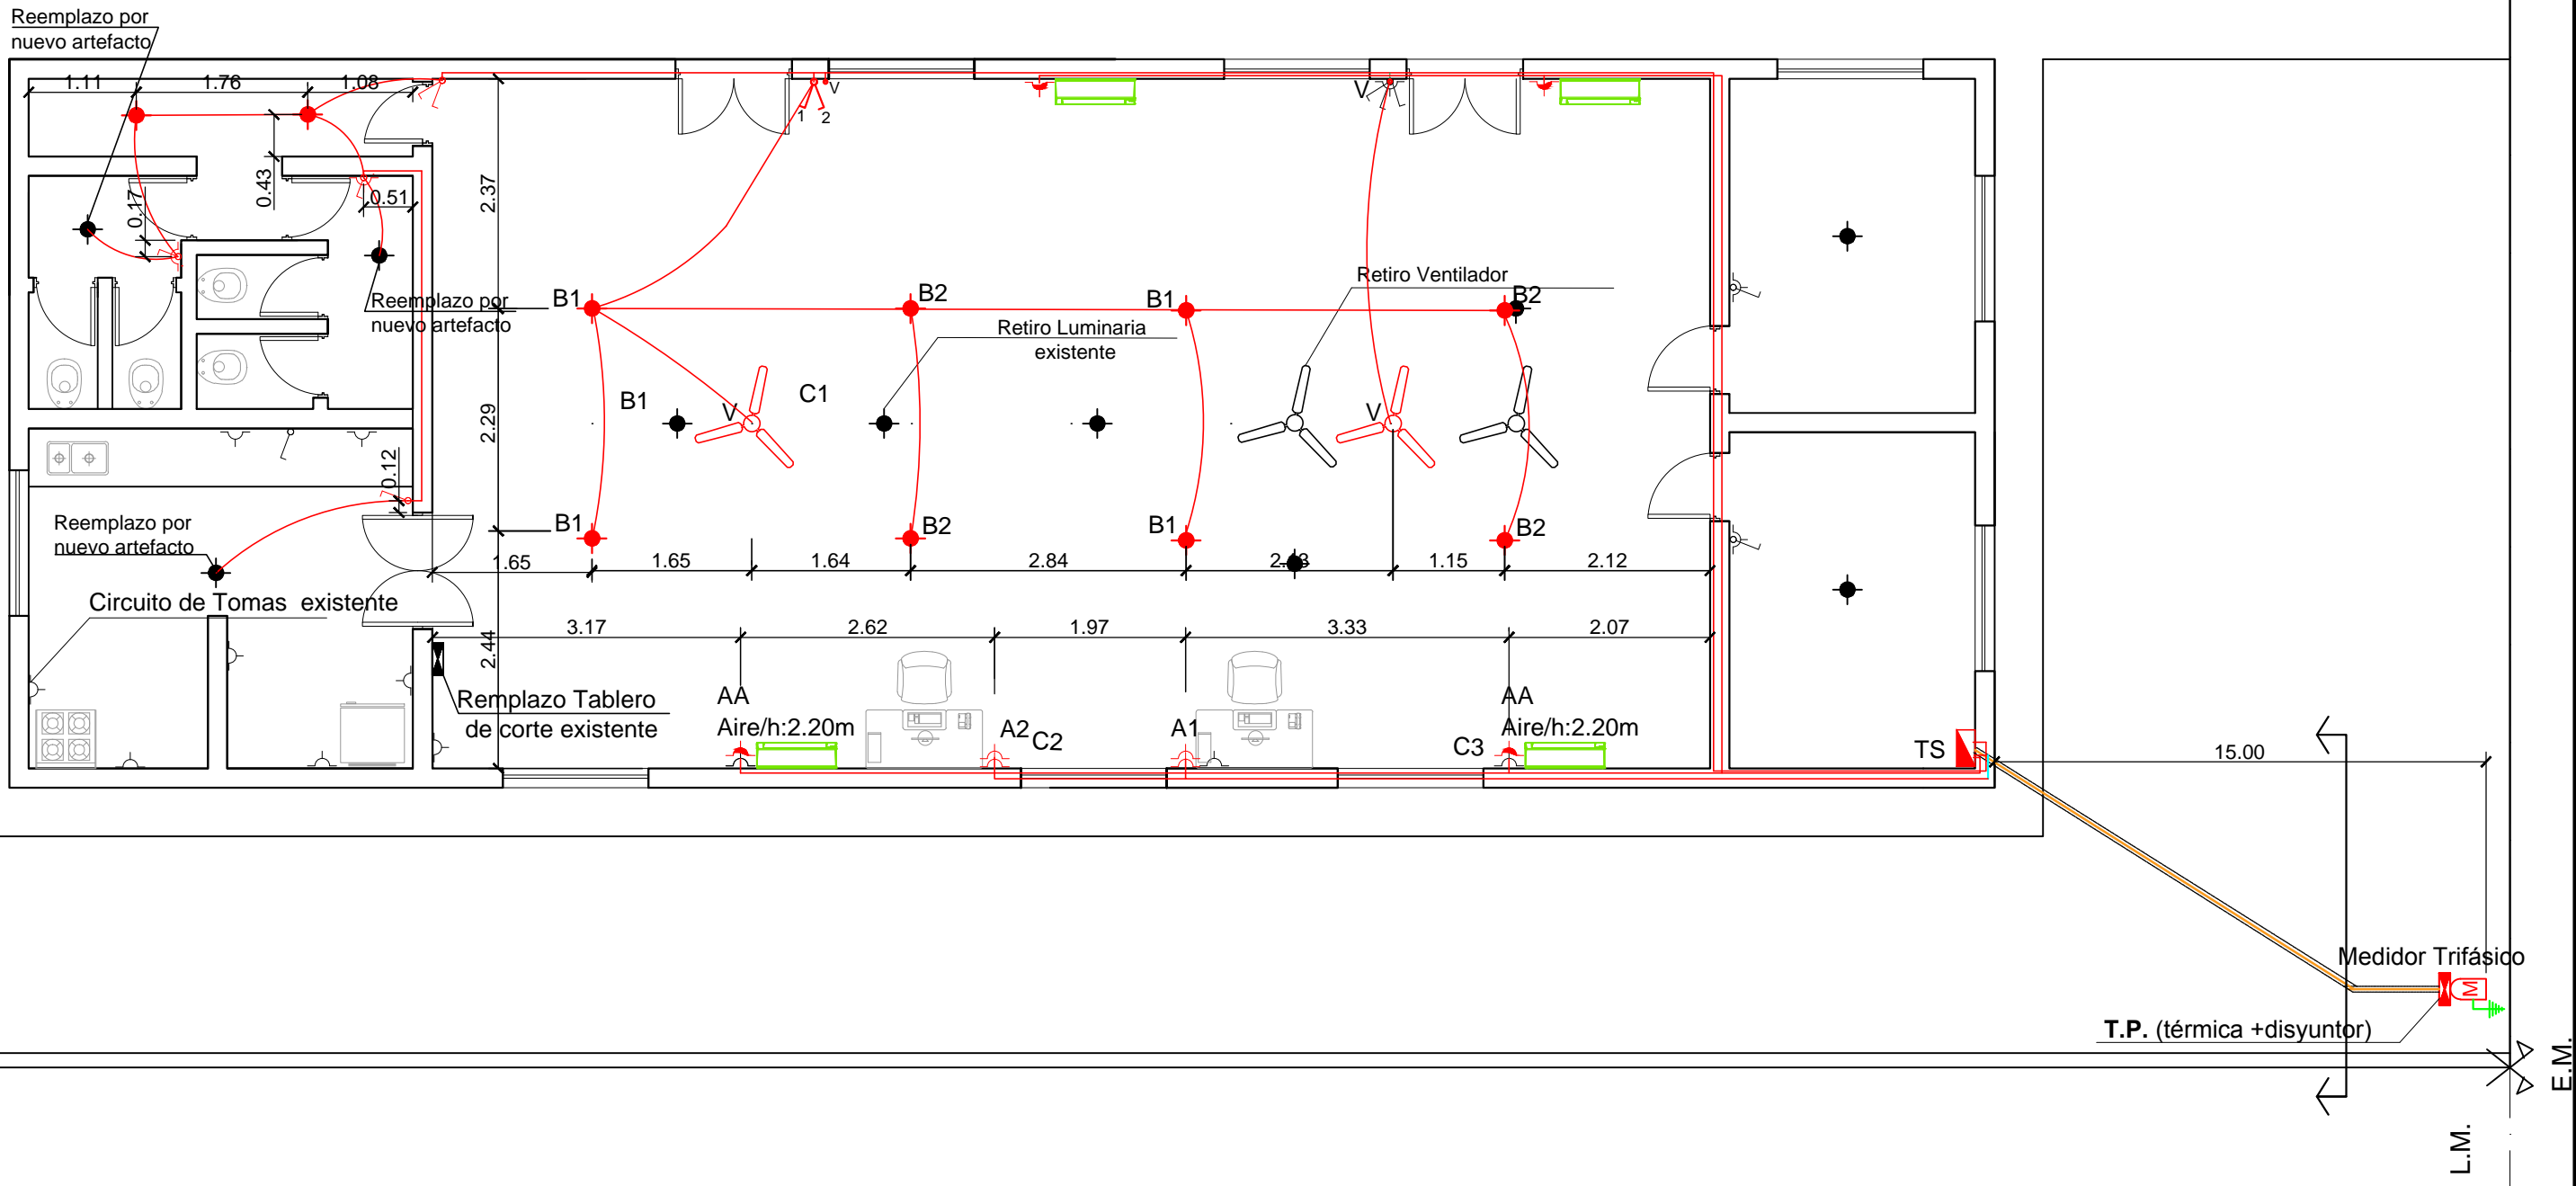 Reemplazo por
nuevo artefacto
1.11
1.76
1.08
V
1
2
V
0.43
0.17
0.51
2.37
Reemplazo por
nuevo artefacto
B1
B2
B1
B2
Retiro Ventilador
Retiro Luminaria
existente
B1
V
C1
V
2.29
0.12
Reemplazo por
nuevo artefacto
B1
B2
B1
B2
1.65
1.65
1.64
2.84
1.15
2.12
Circuito de Tomas existente
3.17
2.62
1.97
3.33
2.07
2.44
Remplazo Tablero
de corte existente
AA
Aire/h:2.20m
A2
C2
A1
C3
AA
Aire/h:2.20m
TS
15.00
Medidor Trifásico
M
T.P. (térmica +disyuntor)
E.M.
L.M.